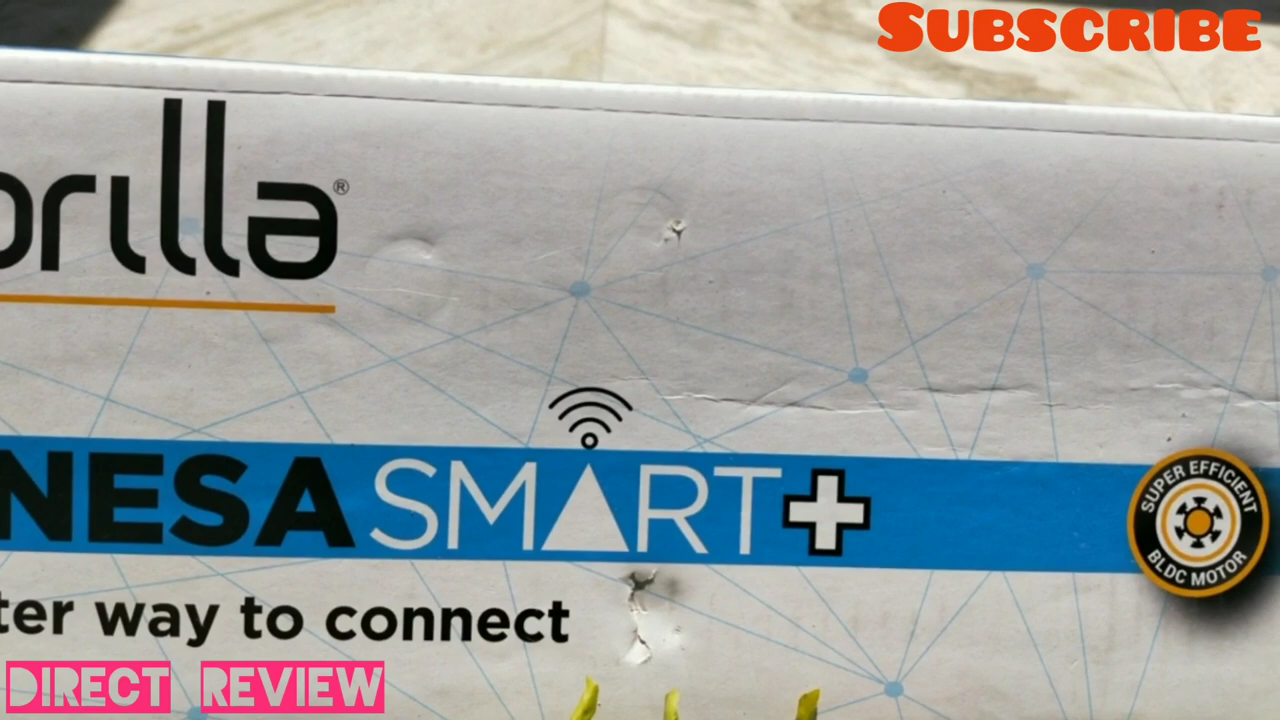 SUBSCRIBE
orilla®
NESA SMART+
SUPER EFFICIENT
BLDC MOTOR
ter way to connect
DIRECT REVIEW